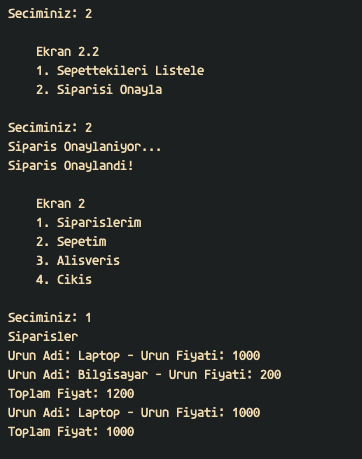 Seciminiz: 2
Ekran 2.2
1. Sepettekileri Listele
2. Siparisi Onayla
Seciminiz: 2
Siparis Onaylaniyor...
Siparis Onaylandi!
Ekran 2
1. Siparislerim
2. Sepetim
3. Alisveris
4. Cikis
Seciminiz: 1
Siparisler
Urun Adi: Laptop - Urun Fiyati: 1000
Urun Adi: Bilgisayar - Urun Fiyati: 200
Toplam Fiyat: 1200
Urun Adi: Laptop - Urun Fiyati: 1000
Toplam Fiyat: 1000